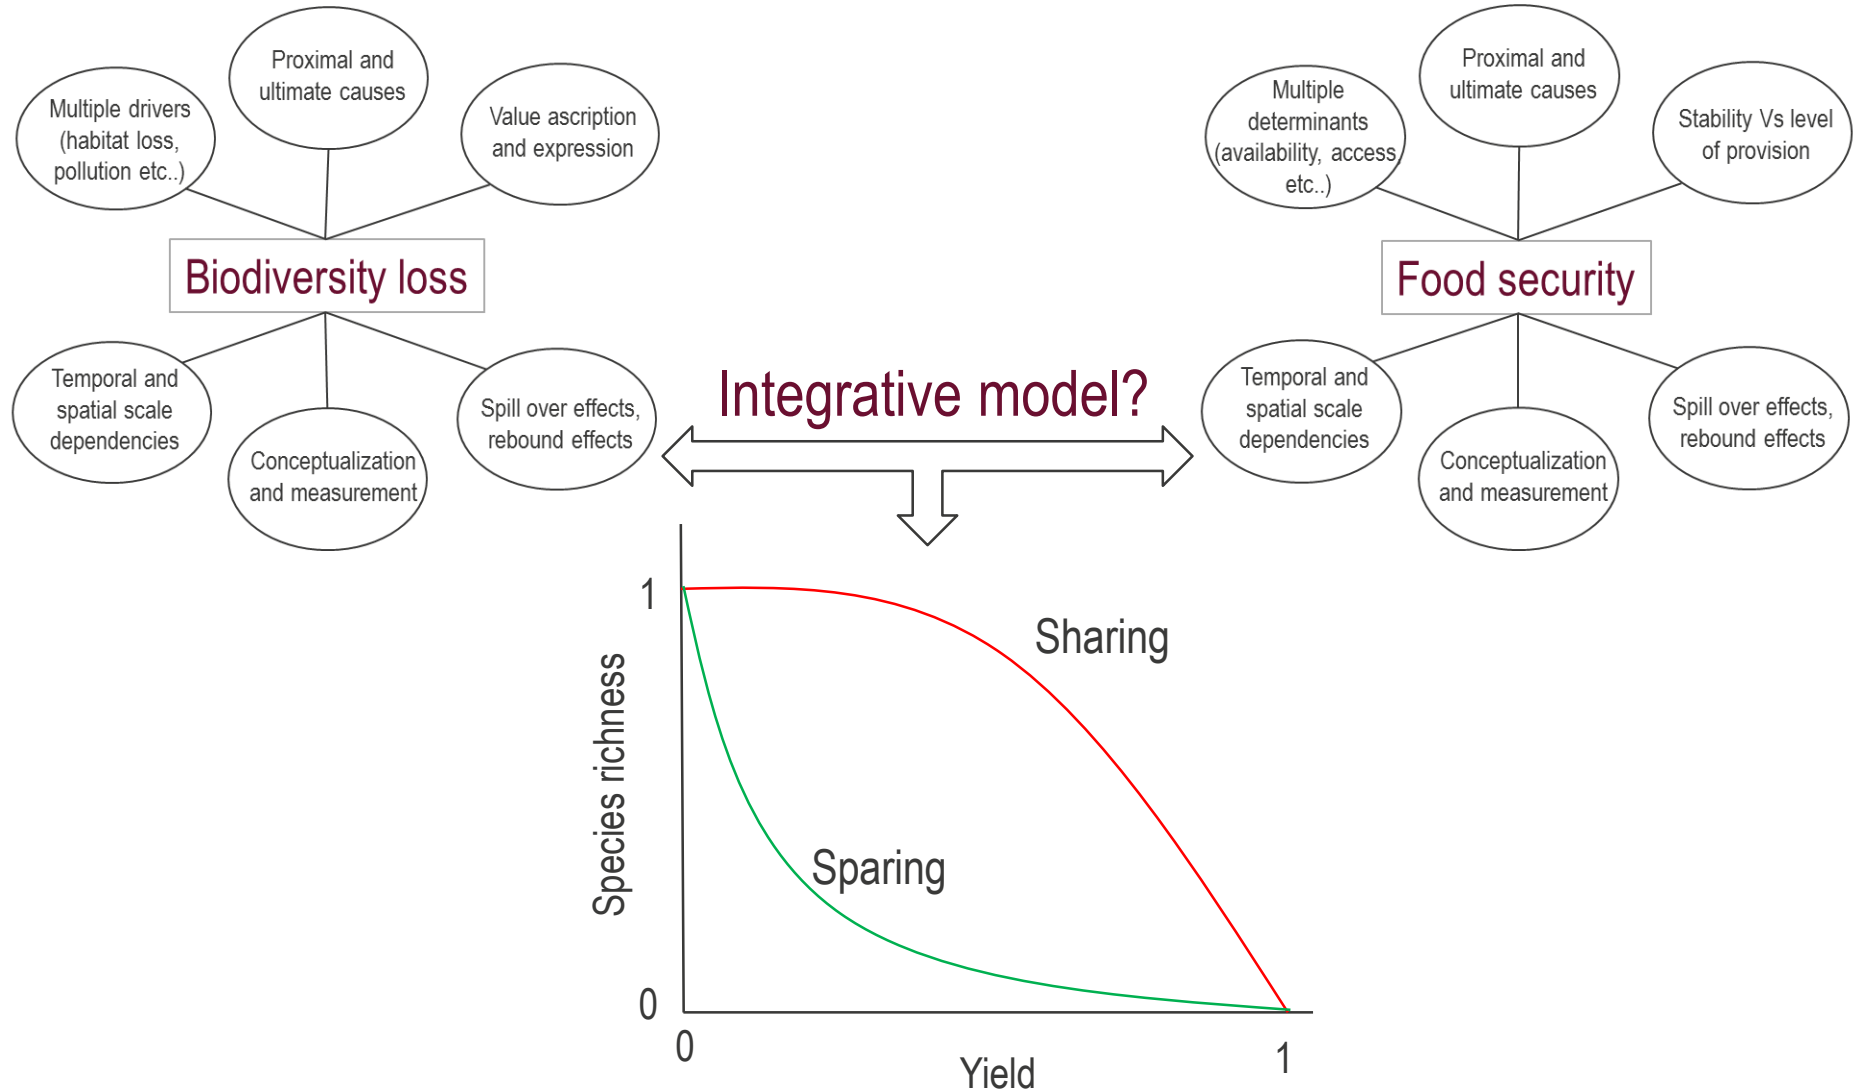 Multiple drivers
(habitat loss,
pollution etc..)
Proximal and
ultimate causes
Value ascription
and expression
Biodiversity loss
Temporal and
spatial scale
dependencies
Conceptualization
and measurement
Spill over effects,
rebound effects
Integrative model?
Multiple
determinants
(availability, access,
etc..)
Proximal and
ultimate causes
Stability Vs level
of provision
Food security
Temporal and
spatial scale
dependencies
Conceptualization
and measurement
Spill over effects,
rebound effects
1
Species richness
0
Sharing
Sparing
0
Yield
1